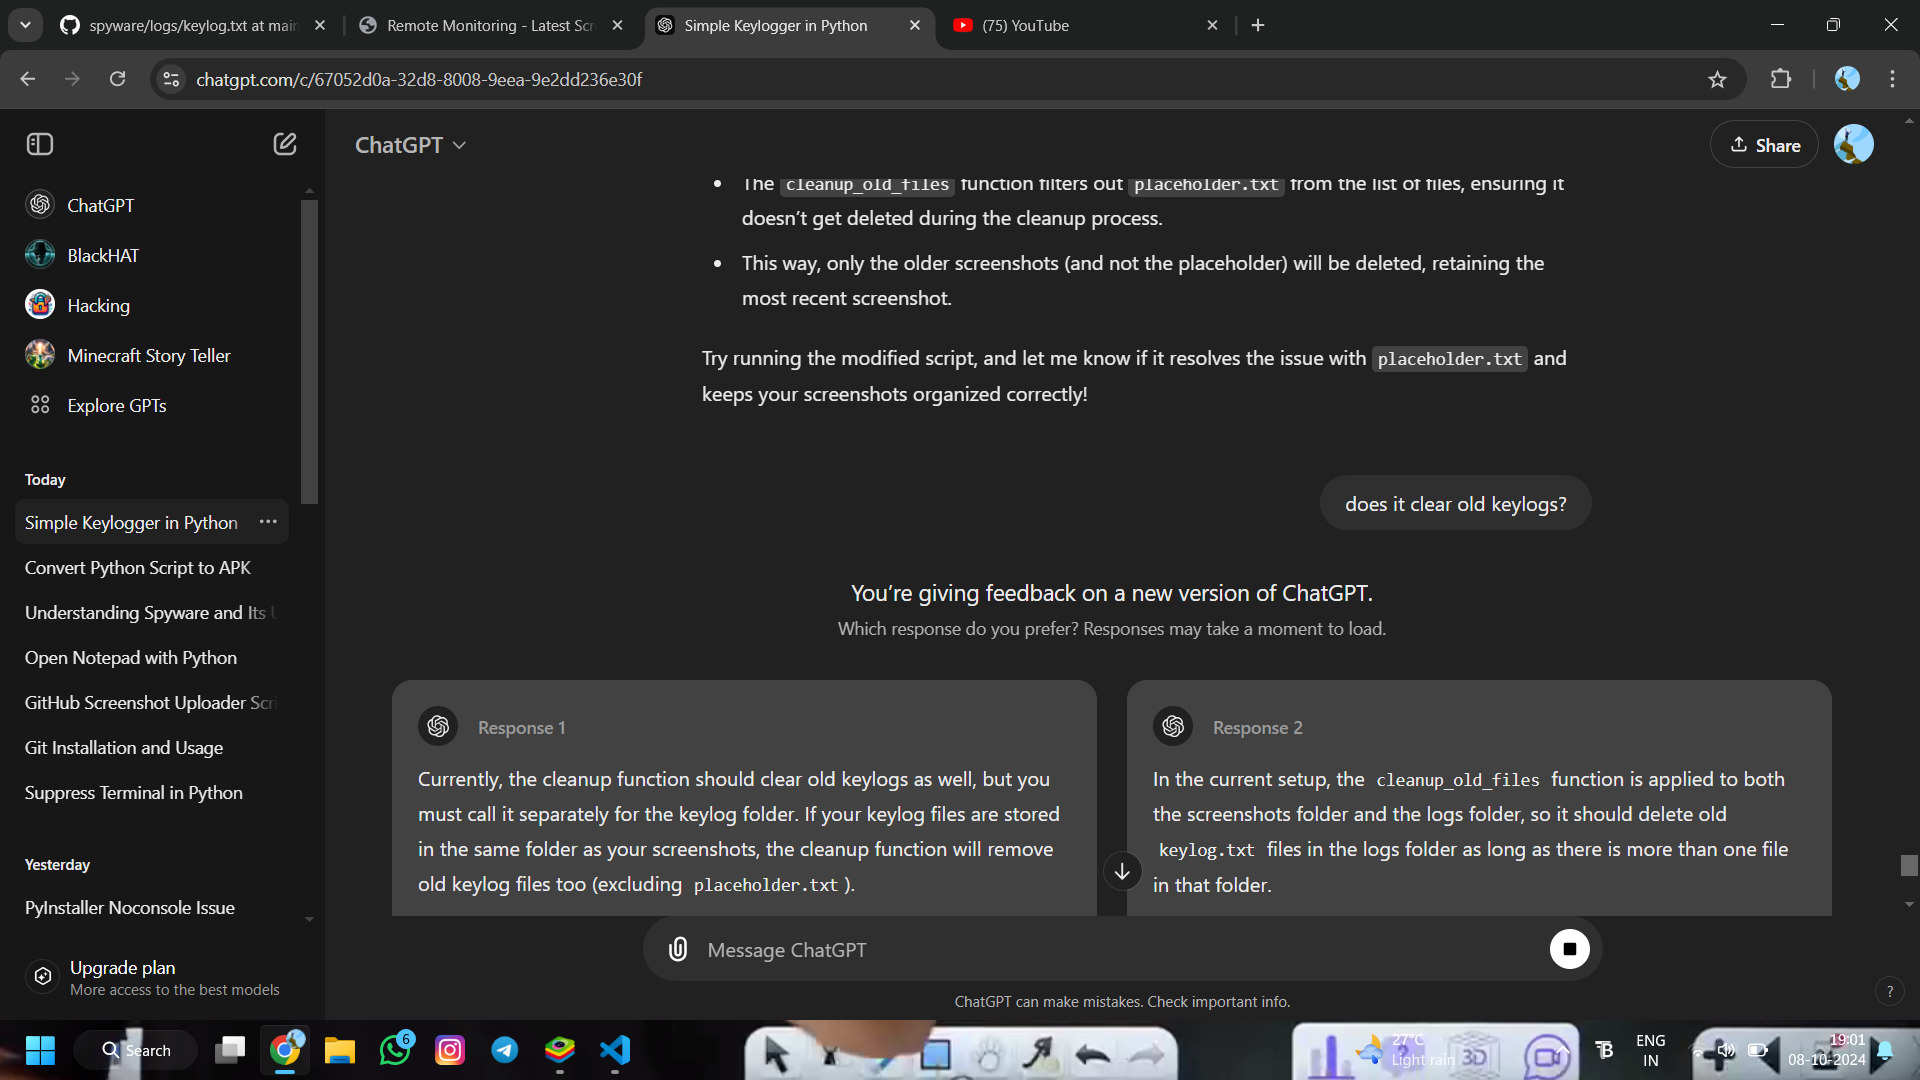 spyware/logs/keylog.txt at main
Remote Monitoring - Latest Scr
Simple Keylogger in Python
(75) YouTube
chatgpt.com/c/67052d0a-32d8-8008-9eea-9e2dd236e30f
ChatGPT
Share
ChatGPT
BlackHAT
Hacking
Minecraft Story Teller
Explore GPTs
Today
Simple Keylogger in Python
Convert Python Script to APK
Understanding Spyware and Its U
Open Notepad with Python
GitHub Screenshot Uploader Scri
Git Installation and Usage
Suppress Terminal in Python
Yesterday
PyInstaller Noconsole Issue
Upgrade plan
More access to the best models
The cleanup_old_files function filters out placeholder.txt from the list of files, ensuring it
doesn't get deleted during the cleanup process.
This way, only the older screenshots (and not the placeholder) will be deleted, retaining the
most recent screenshot.
Try running the modified script, and let me know if it resolves the issue with placeholder.txt and
keeps your screenshots organized correctly!
does it clear old keylogs?
You're giving feedback on a new version of ChatGPT.
Which response do you prefer? Responses may take a moment to load.
Response 1
Currently, the cleanup function should clear old keylogs as well, but you
must call it separately for the keylog folder. If your keylog files are stored
in the same folder as your screenshots, the cleanup function will remove
old keylog files too (excluding placeholder.txt ).
Response 2
In the current setup, the cleanup_old_files function is applied to both
the screenshots folder and the logs folder, so it should delete old
keylog.txt files in the logs folder as long as there is more than one file
in that folder.
Message ChatGPT
ChatGPT can make mistakes. Check important info.
?
Search
6
27°C
Light rain
3D
ENG
IN
19:01
08-10-2024